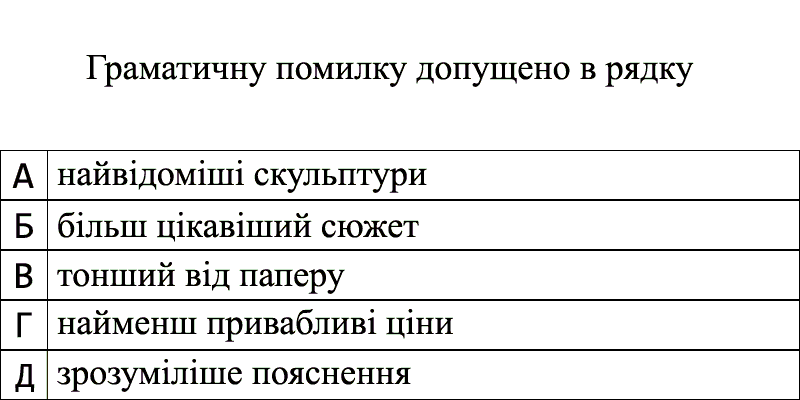 Граматичну помилку допущено в рядку
А найвідоміші скульптури
Б більш цікавіший сюжет
В тонший від паперу
Г найменш привабливі ціни
Д зрозуміліше пояснення